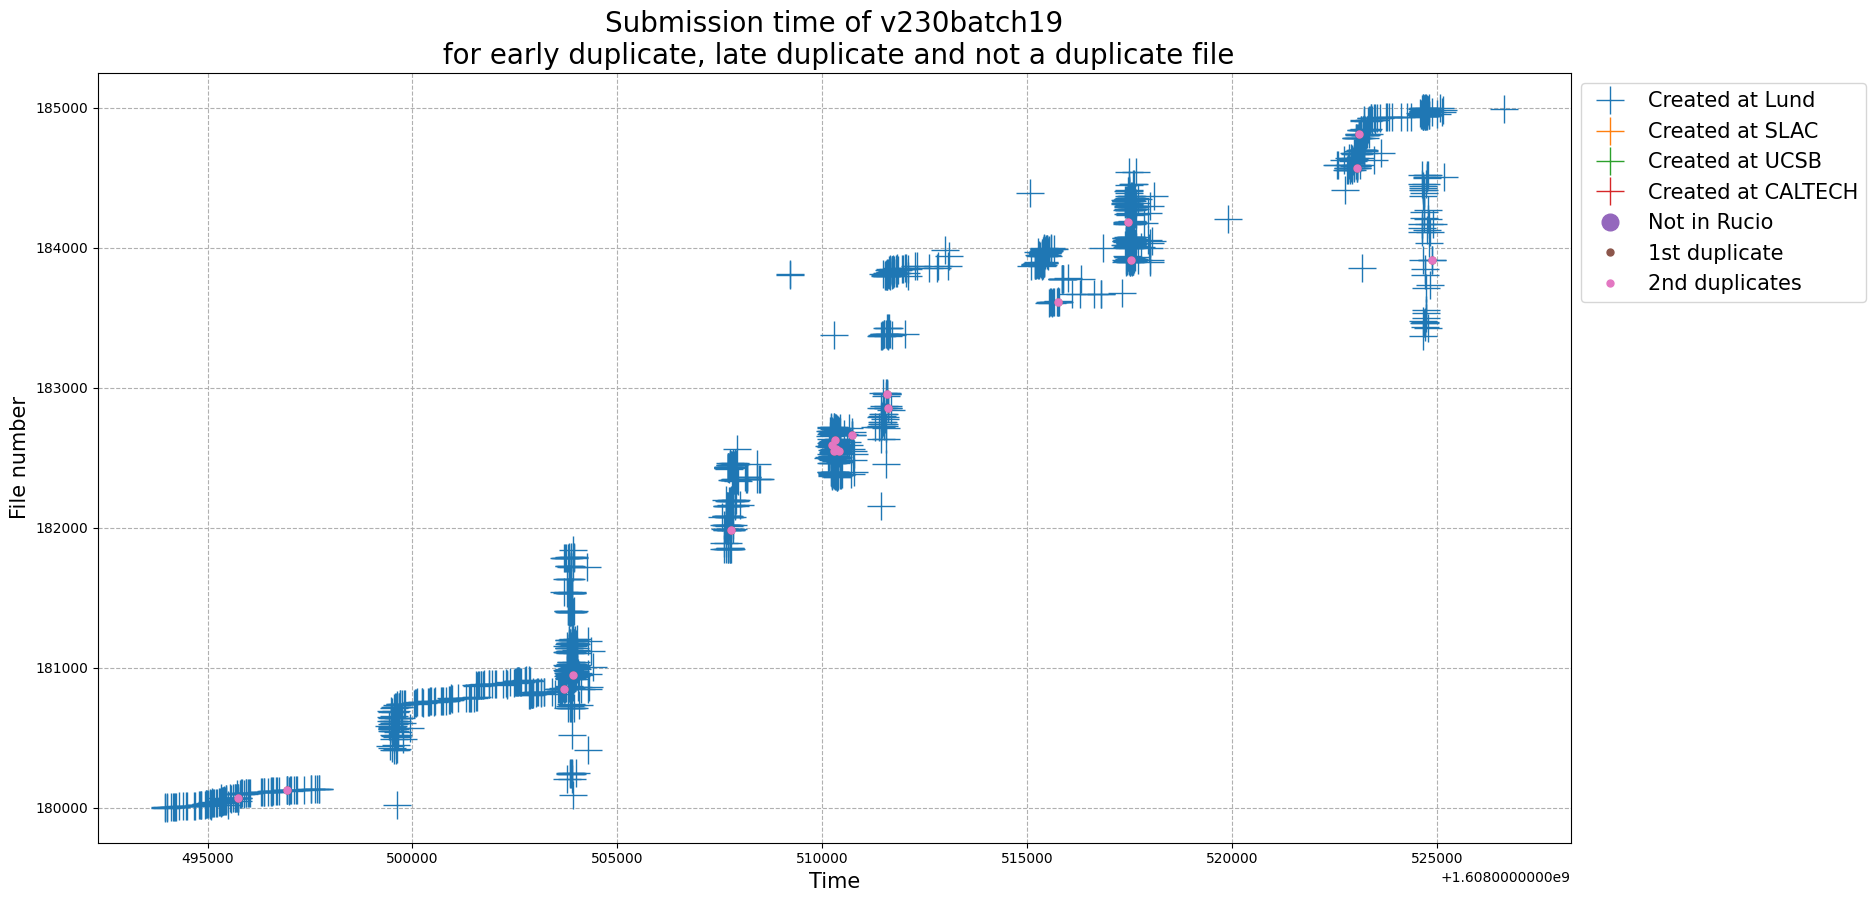 Submission time of v230batch19
for early duplicate, late duplicate and not a duplicate file
185000
184000
183000
182000
181000
180000
File number
495000
500000
505000
510000
515000
520000
525000
+1.6080000000e9
Time
Created at Lund
Created at SLAC
Created at UCSB
Created at CALTECH
Not in Rucio
1st duplicate
2nd duplicates